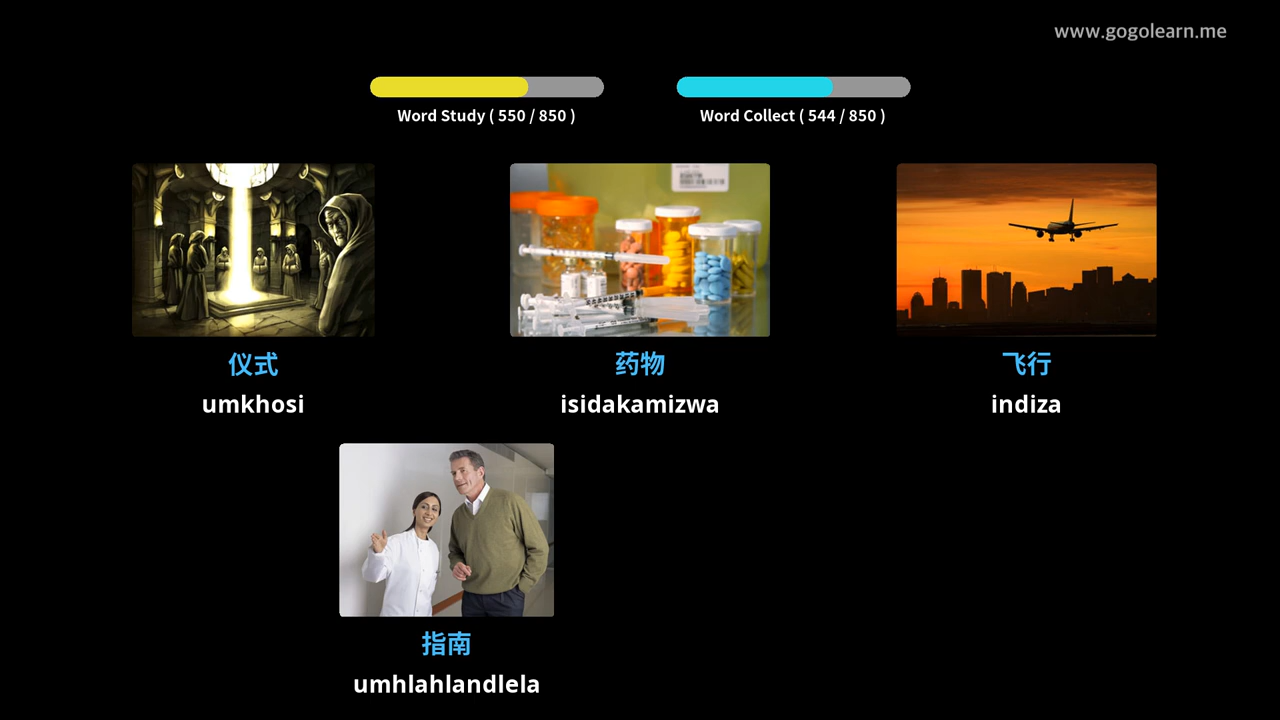 www.gogolearn.me
Word Study ( 550 / 850 )
Word Collect ( 544 / 850 )
仪式
umkhosi
药物
isidakamizwa
飞行
indiza
指南
umhlahlandlela